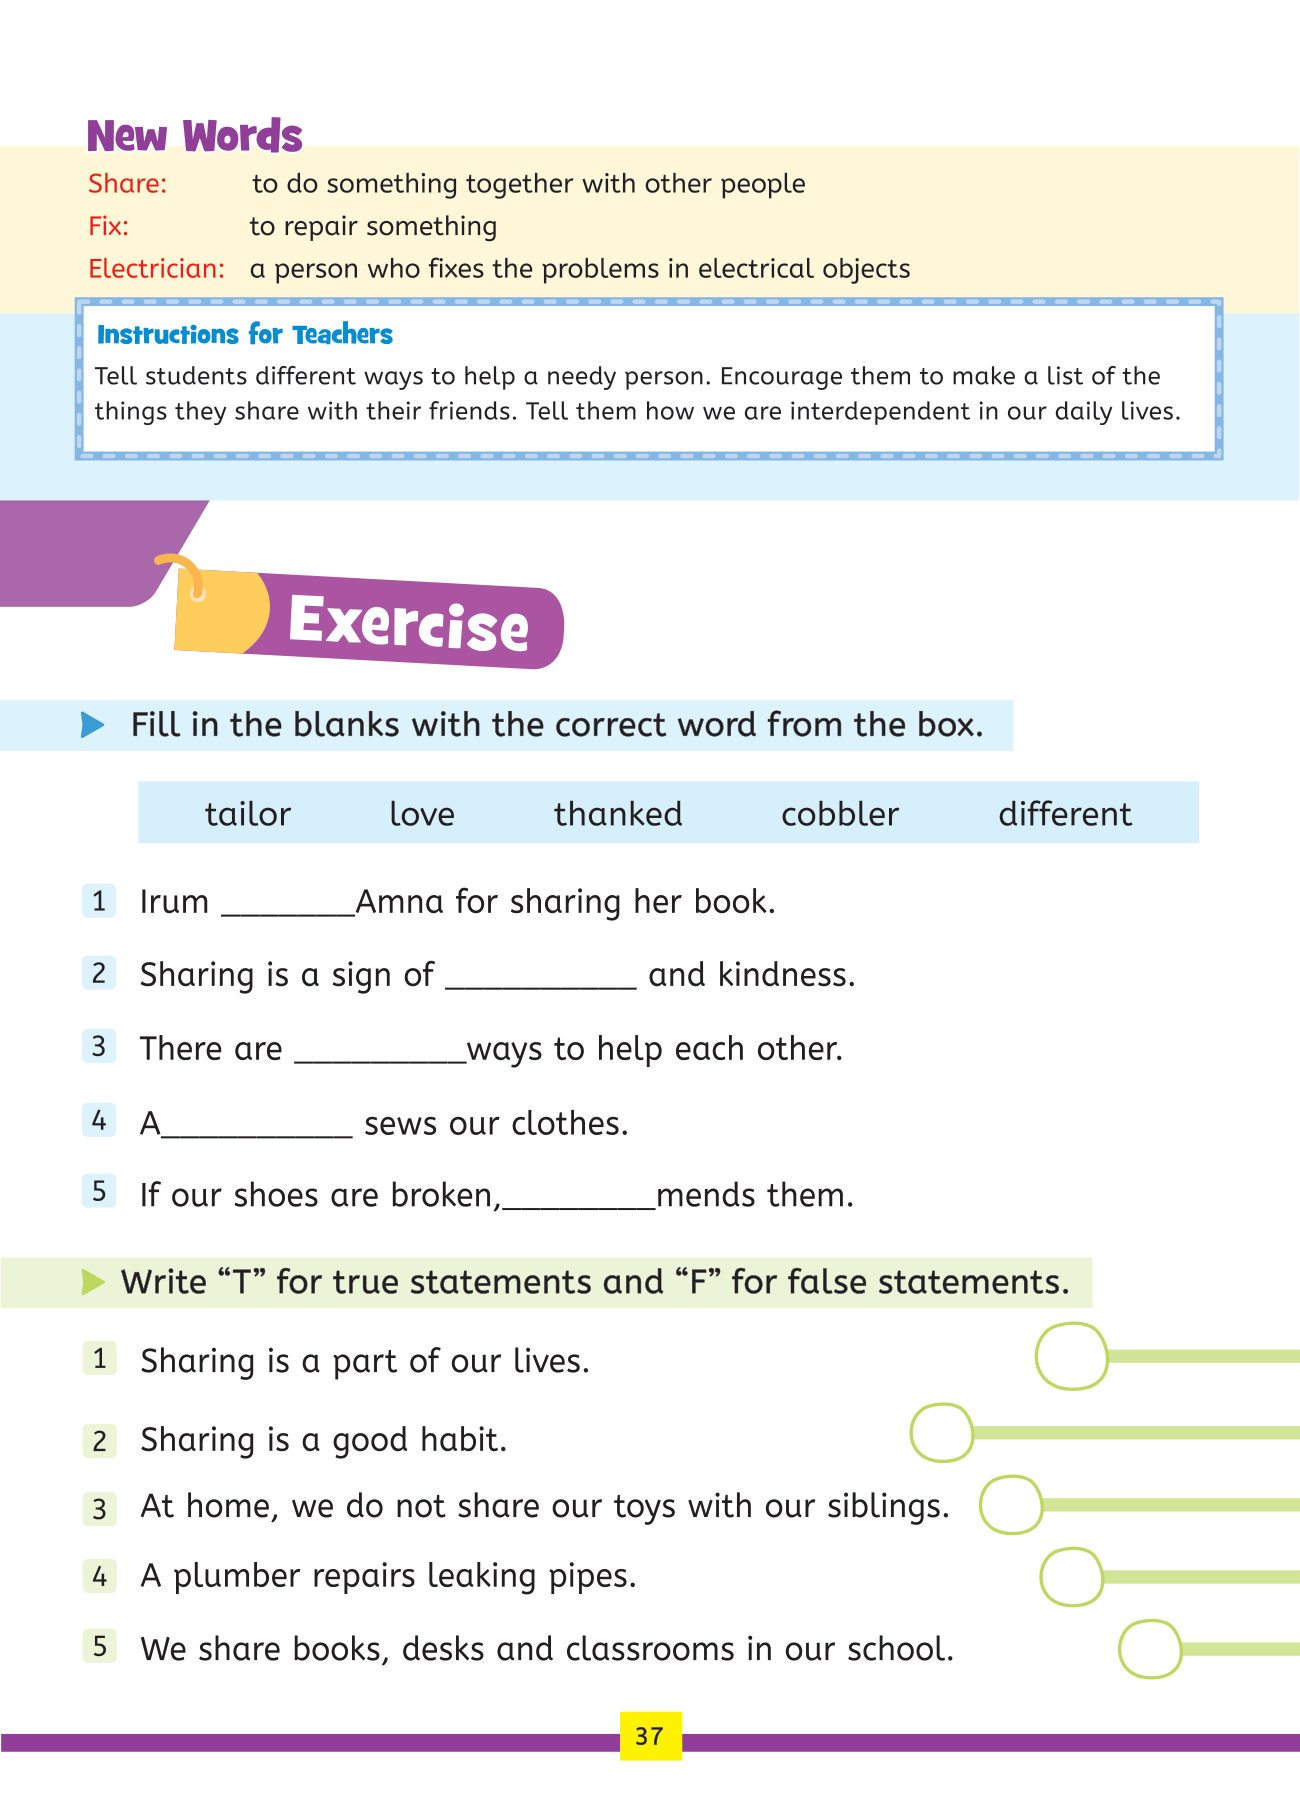 New Words
Share: to do something together with other people
Fix: to repair something
Electrician: a person who fixes the problems in electrical objects
Instructions for Teachers
Tell students different ways to help a needy person. Encourage them to make a list of the
things they share with their friends. Tell them how we are interdependent in our daily lives.
Exercise
Fill in the blanks with the correct word from the box.
tailor love thanked cobbler different
1 Irum _______Amna for sharing her book.
2 Sharing is a sign of __________ and kindness.
3 There are _________ways to help each other.
4 A__________ sews our clothes.
5 If our shoes are broken,________mends them.
Write “T” for true statements and “F” for false statements.
1 Sharing is a part of our lives.
2 Sharing is a good habit.
3 At home, we do not share our toys with our siblings.
4 A plumber repairs leaking pipes.
5 We share books, desks and classrooms in our school.
37